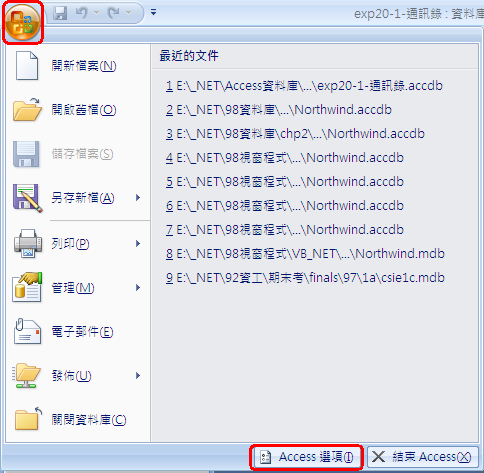 exp20-1-通訊錄 : 資料庫
開新檔案(N)
開啟舊檔(O)
儲存檔案(S)
另存新檔(A)
列印(P)
管理(M)
電子郵件(E)
發佈(U)
關閉資料庫(C)
最近的文件
1 E:\_NET\Access資料庫\...\exp20-1-通訊錄.accdb
2 E:\_NET\98資料庫\...\Northwind.accdb
3 E:\_NET\98資料庫\chp2\...\Northwind.accdb
4 E:\_NET\98視窗程式\...\Northwind.accdb
5 E:\_NET\98視窗程式\...\Northwind.accdb
6 E:\_NET\98視窗程式\...\Northwind.accdb
7 E:\_NET\98視窗程式\...\Northwind.accdb
8 E:\_NET\98視窗程式\VB_NET\...\Northwind.mdb
9 E:\_NET\92資工\期末考\finals\97\1a\csie1c.mdb
Access 選項(I)
結束 Access(X)